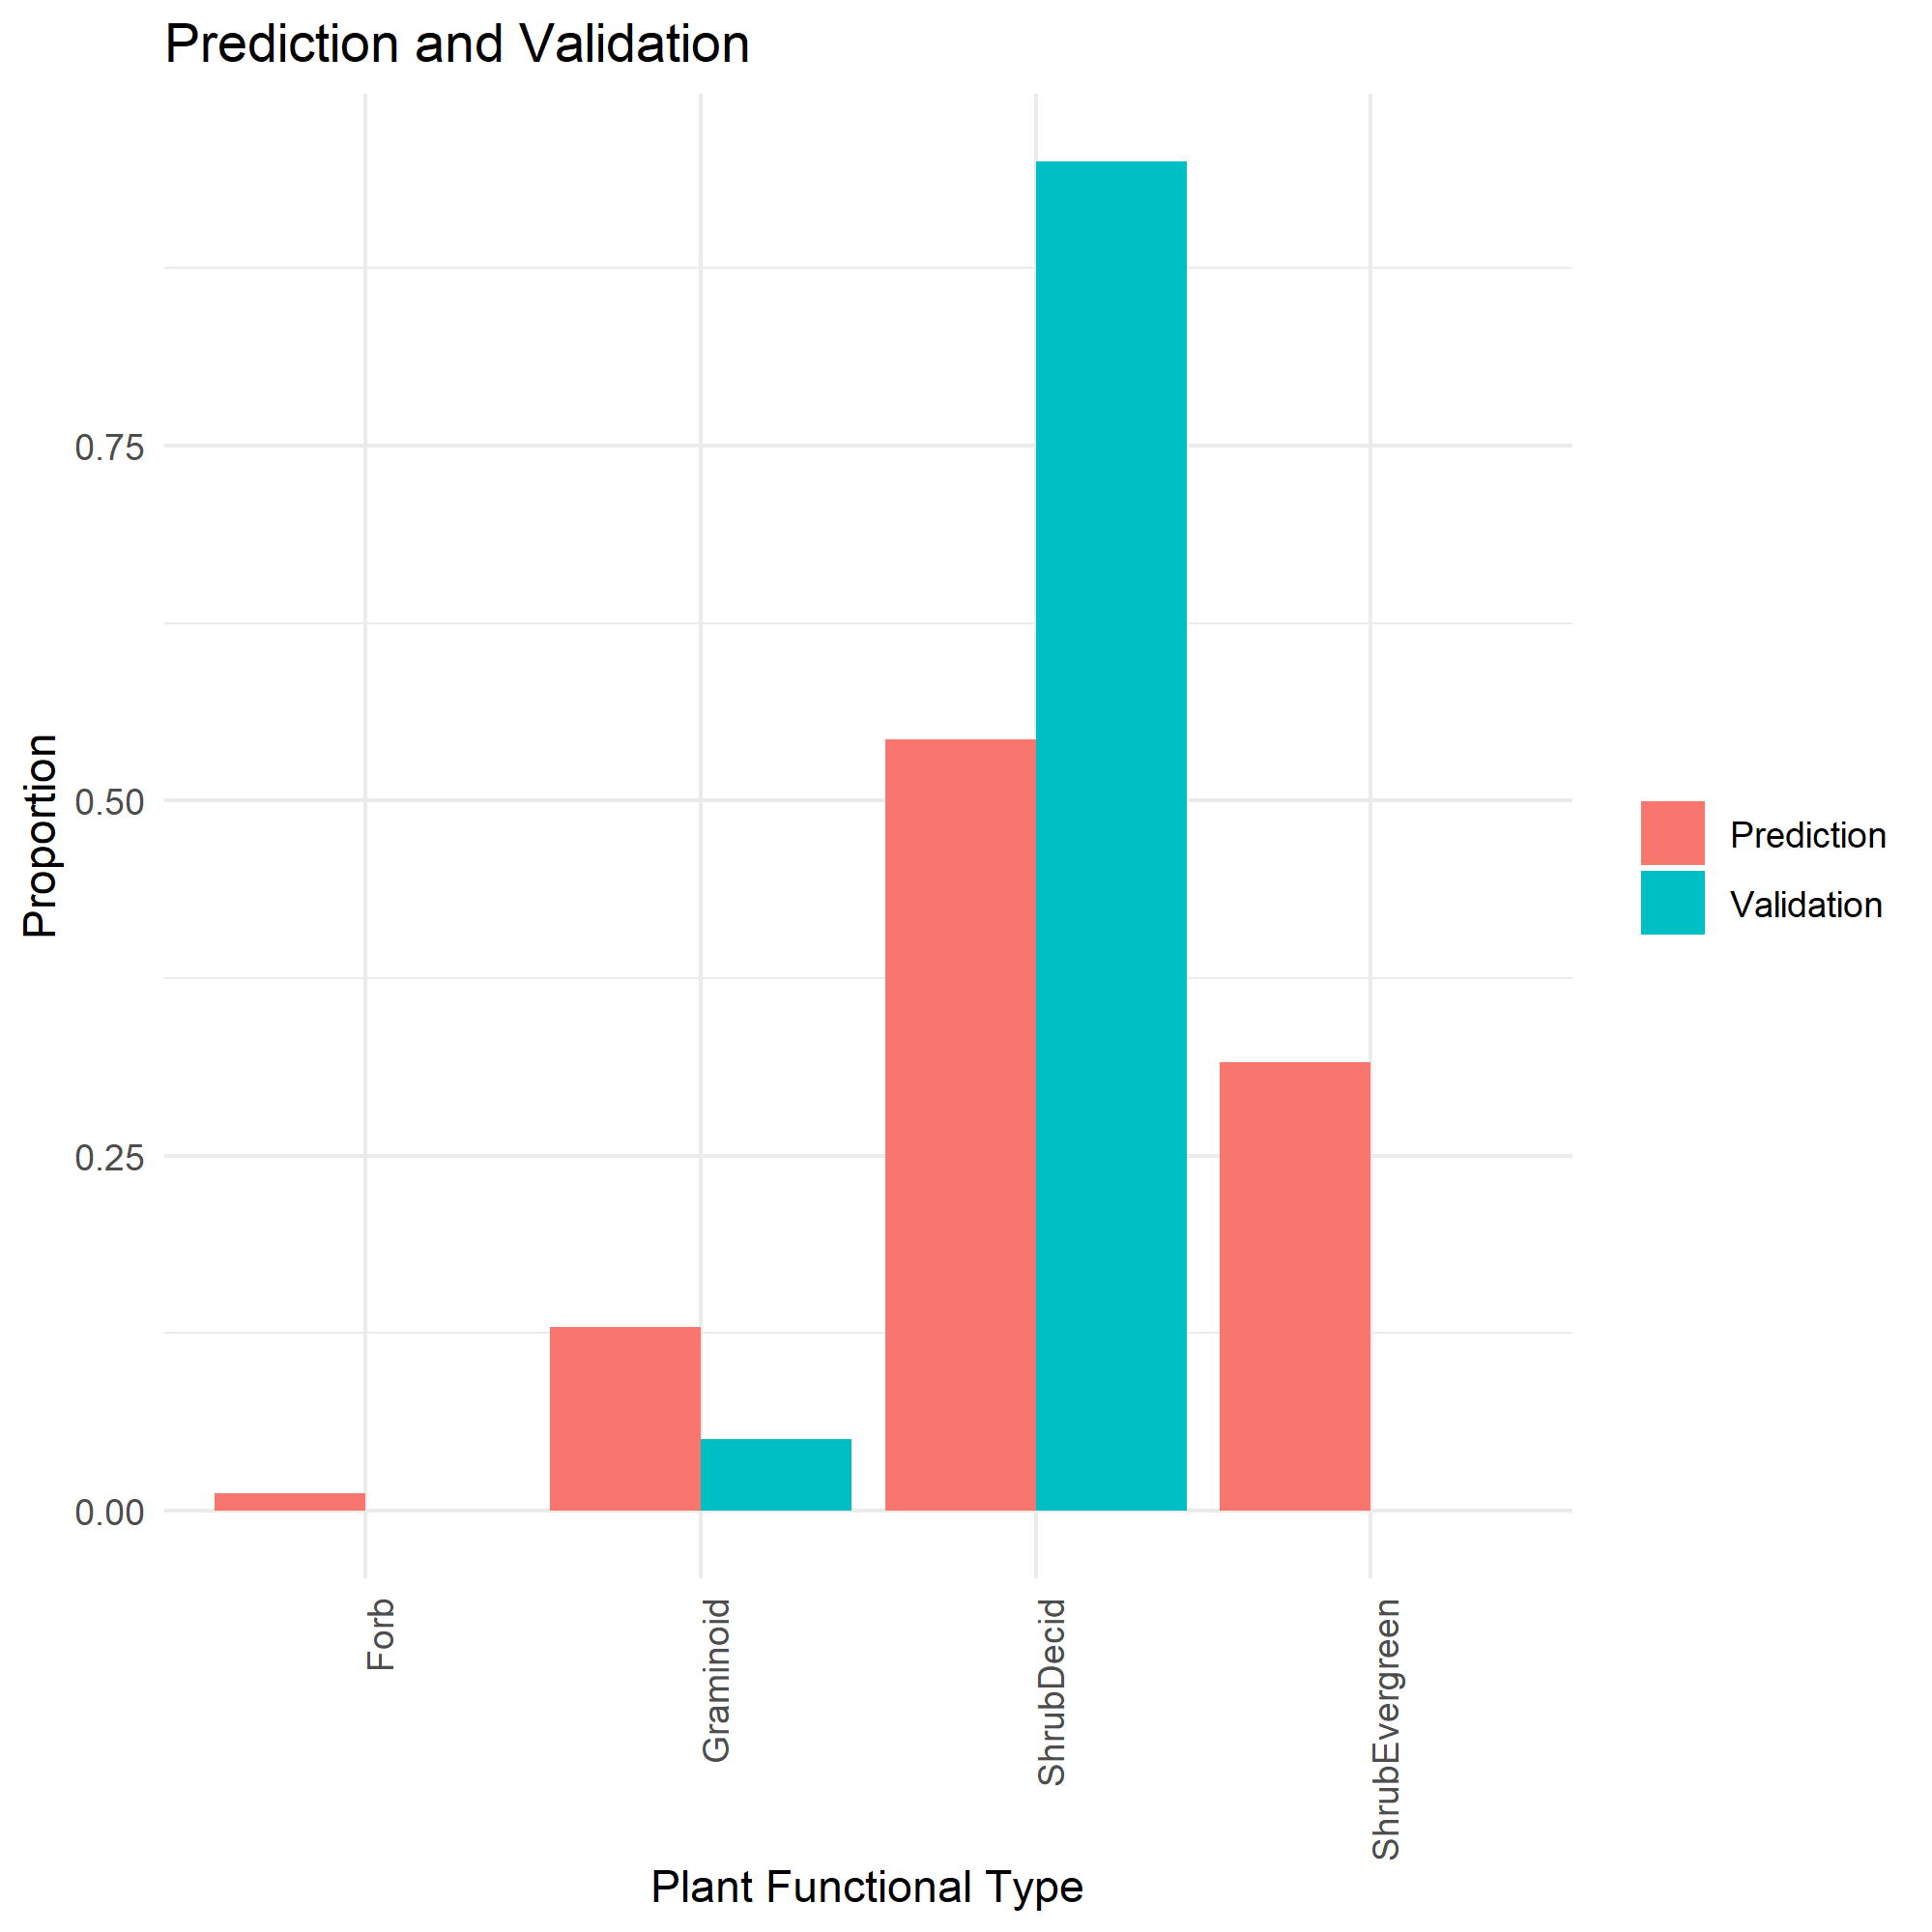 Prediction and Validation
Proportion
0.75
0.50
0.25
0.00
Forb
Graminoid
ShrubDecid
ShrubEvergreen
Plant Functional Type
Prediction
Validation